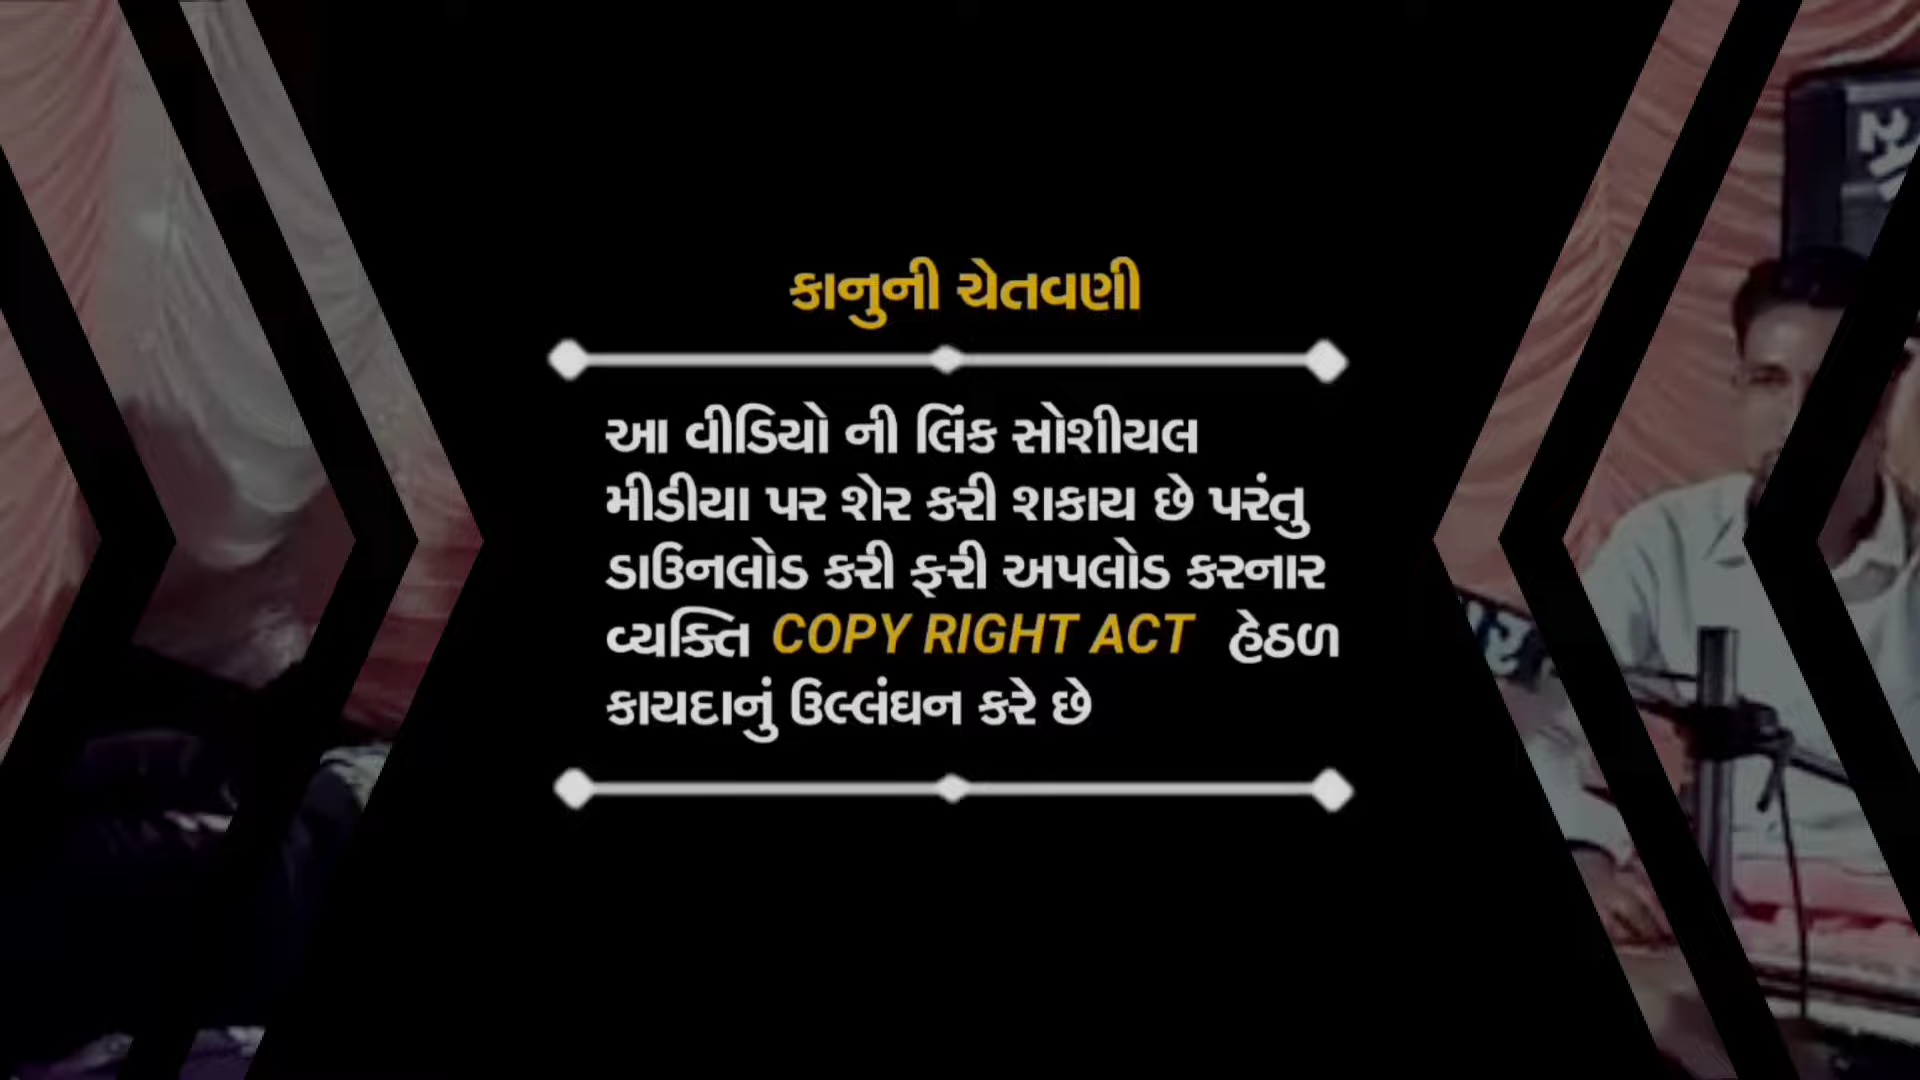 કાનુની ચેતવણી
આ વીડિયો ની લિંક સોશીયલ
મીડીયા પર શેર કરી શકાય છે પરંતુ
ડાઉનલોડ કરી ફરી અપલોડ કરનાર
વ્યક્તિ COPY RIGHT ACT હેઠળ
કાયદાનું ઉલ્લંઘન કરે છે